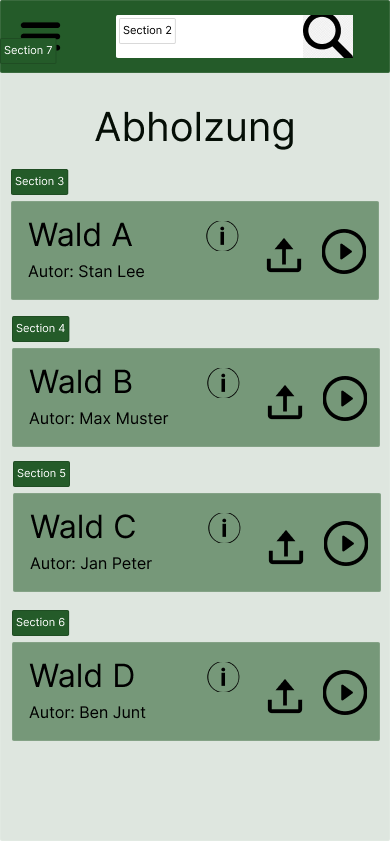 Section 7
Section 2
Abholzung
Section 3
Wald A
i
Autor: Stan Lee
Section 4
Wald B
i
Autor: Max Muster
Section 5
Wald C
i
Autor: Jan Peter
Section 6
Wald D
i
Autor: Ben Junt